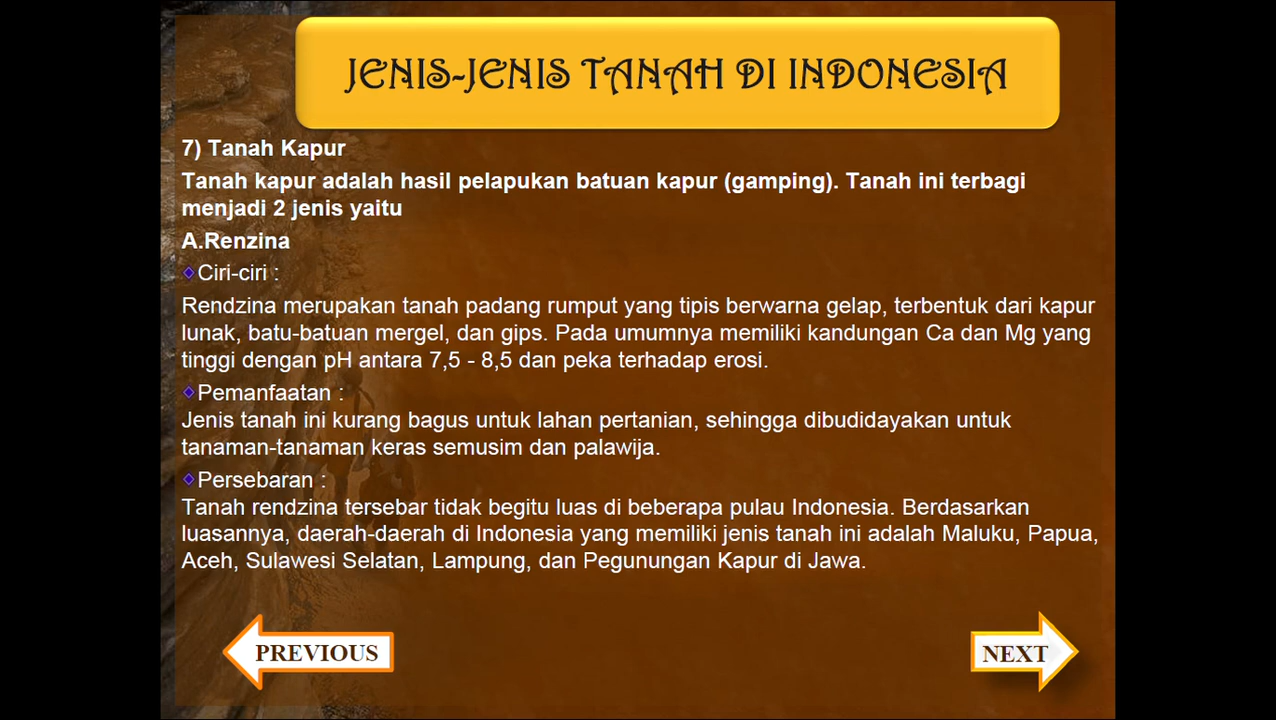 JENIS-JENIS TANAH DI INDONESIA
7) Tanah Kapur
Tanah kapur adalah hasil pelapukan batuan kapur (gamping). Tanah ini terbagi
menjadi 2 jenis yaitu
A.Renzina
Ciri-ciri :
Rendzina merupakan tanah padang rumput yang tipis berwarna gelap, terbentuk dari kapur
lunak, batu-batuan mergel, dan gips. Pada umumnya memiliki kandungan Ca dan Mg yang
tinggi dengan pH antara 7,5 - 8,5 dan peka terhadap erosi.
Pemanfaatan :
Jenis tanah ini kurang bagus untuk lahan pertanian, sehingga dibudidayakan untuk
tanaman-tanaman keras semusim dan palawija.
Persebaran :
Tanah rendzina tersebar tidak begitu luas di beberapa pulau Indonesia. Berdasarkan
luasannya, daerah-daerah di Indonesia yang memiliki jenis tanah ini adalah Maluku, Papua,
Aceh, Sulawesi Selatan, Lampung, dan Pegunungan Kapur di Jawa.
PREVIOUS
NEXT